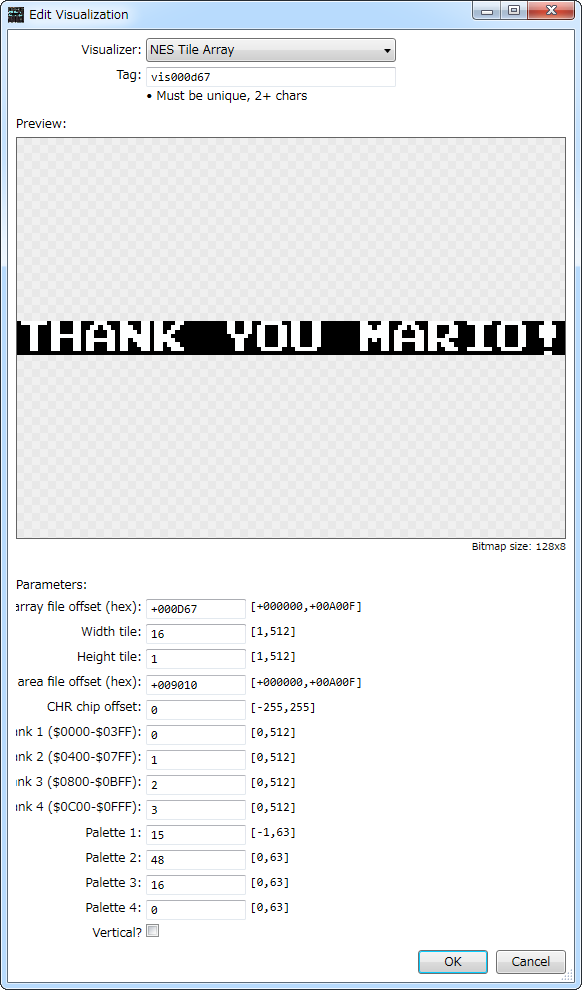 Edit Visualization
Visualizer: NES Tile Array
Tag: vis000d67
• Must be unique, 2+ chars
Preview:
THANK YOU MARIO!
Bitmap size: 128x8
Parameters:
array file offset (hex): +000D67 [+000000,+00A00F]
Width tile: 16 [1,512]
Height tile: 1 [1,512]
area file offset (hex): +009010 [+000000,+00A00F]
CHR chip offset: 0 [-255,255]
ank 1 ($0000-$03FF): 0 [0,512]
ank 2 ($0400-$07FF): 1 [0,512]
ank 3 ($0800-$0BFF): 2 [0,512]
ank 4 ($0C00-$0FFF): 3 [0,512]
Palette 1: 15 [-1,63]
Palette 2: 48 [0,63]
Palette 3: 16 [0,63]
Palette 4: 0 [0,63]
Vertical?
OK Cancel